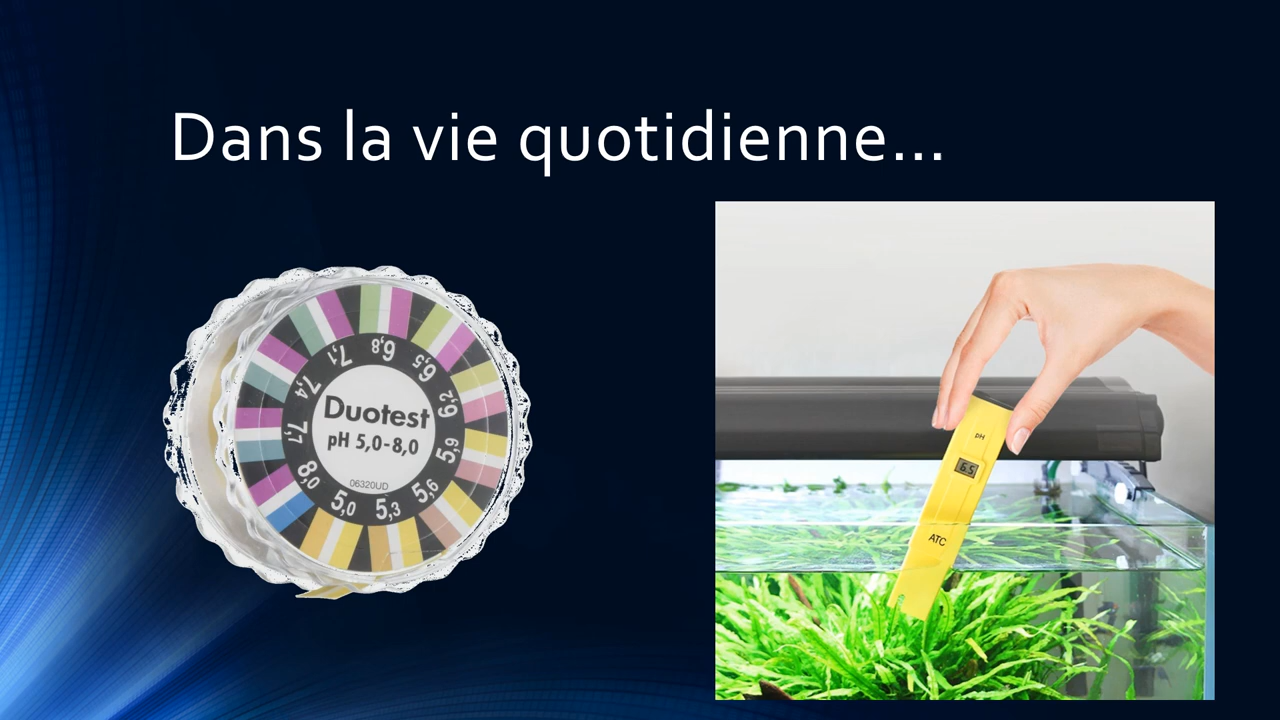 Dans la vie quotidienne...
Duotest
pH 5,0-8,0
06320UD
5,0
5,3
5,6
5,9
6,2
6,5
6,8
7,1
7,4
7,1
8,0
pH
6.5
ATC